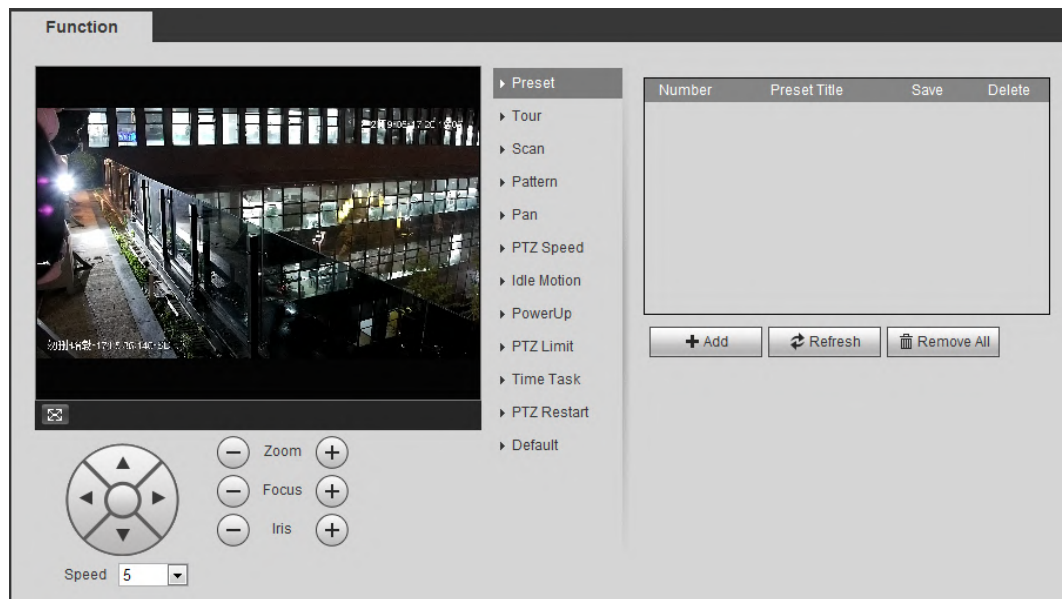 Function
Preset
Tour
Scan
Pattern
Pan
PTZ Speed
Idle Motion
PowerUp
PTZ Limit
Time Task
PTZ Restart
Default
Number Preset Title Save Delete
Add Refresh Remove All
Zoom
Focus
Iris
Speed 5